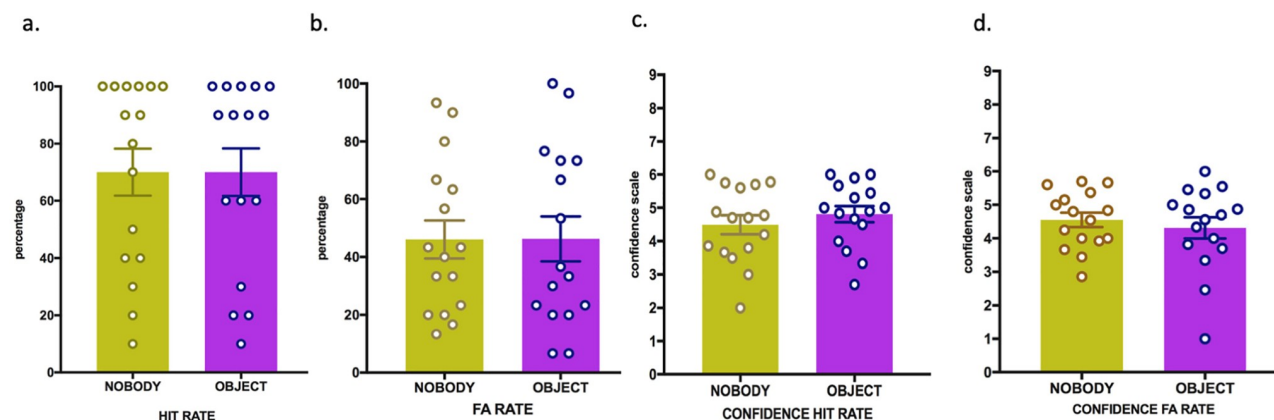 a.
percentage
100
80
60
40
20
0
NOBODY OBJECT
HIT RATE
b.
percentage
100
80
60
40
20
0
NOBODY OBJECT
FA RATE
c.
confidence scale
9
8
7
6
5
4
3
2
1
0
NOBODY OBJECT
CONFIDENCE HIT RATE
d.
confidence scale
9
8
7
6
5
4
3
2
1
0
NOBODY OBJECT
CONFIDENCE FA RATE